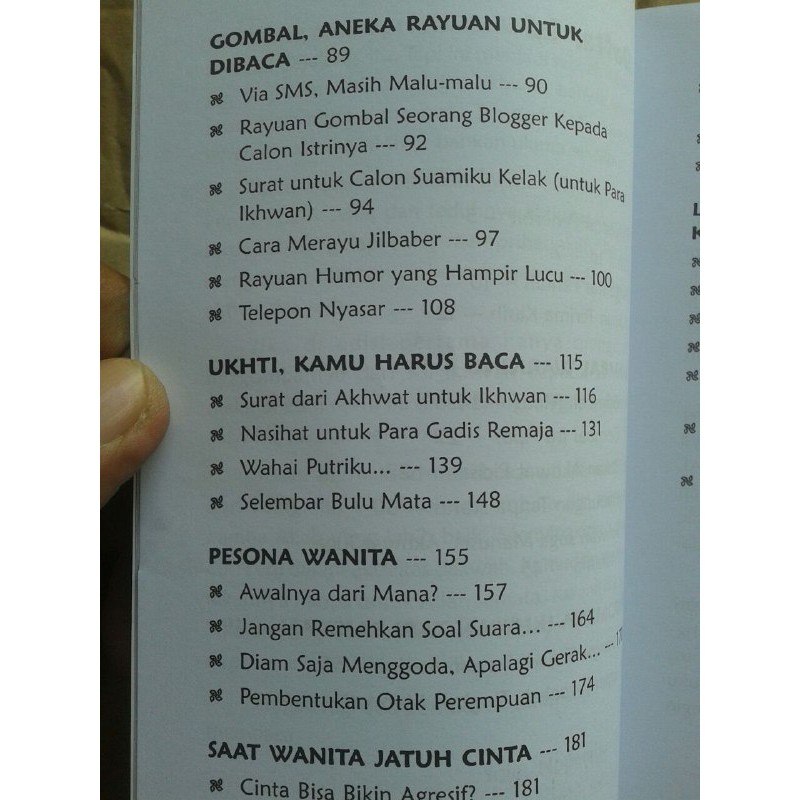 GOMBAL, ANEKA RAYUAN UNTUK
DIBACA --- 89
Via SMS, Masih Malu-malu --- 90
Rayuan Gombal Seorang Blogger Kepada
Calon Istrinya --- 92
Surat untuk Calon Suamiku Kelak (untuk Para
Ikhwan) --- 94
Cara Merayu Jilbaber --- 97
Rayuan Humor yang Hampir Lucu --- 100
Telepon Nyasar --- 108
UKHTI, KAMU HARUS BACA --- 115
Surat dari Akhwat untuk Ikhwan --- 116
Nasihat untuk Para Gadis Remaja --- 131
Wahai Putriku... --- 139
Selembar Bulu Mata --- 148
PESONA WANITA --- 155
Awalnya dari Mana? --- 157
Jangan Remehkan Soal Suara... --- 164
Diam Saja Menggoda, Apalagi Gerak... ---
Pembentukan Otak Perempuan --- 174
SAAT WANITA JATUH CINTA --- 181
Cinta Bisa Bikin Agresif? --- 181